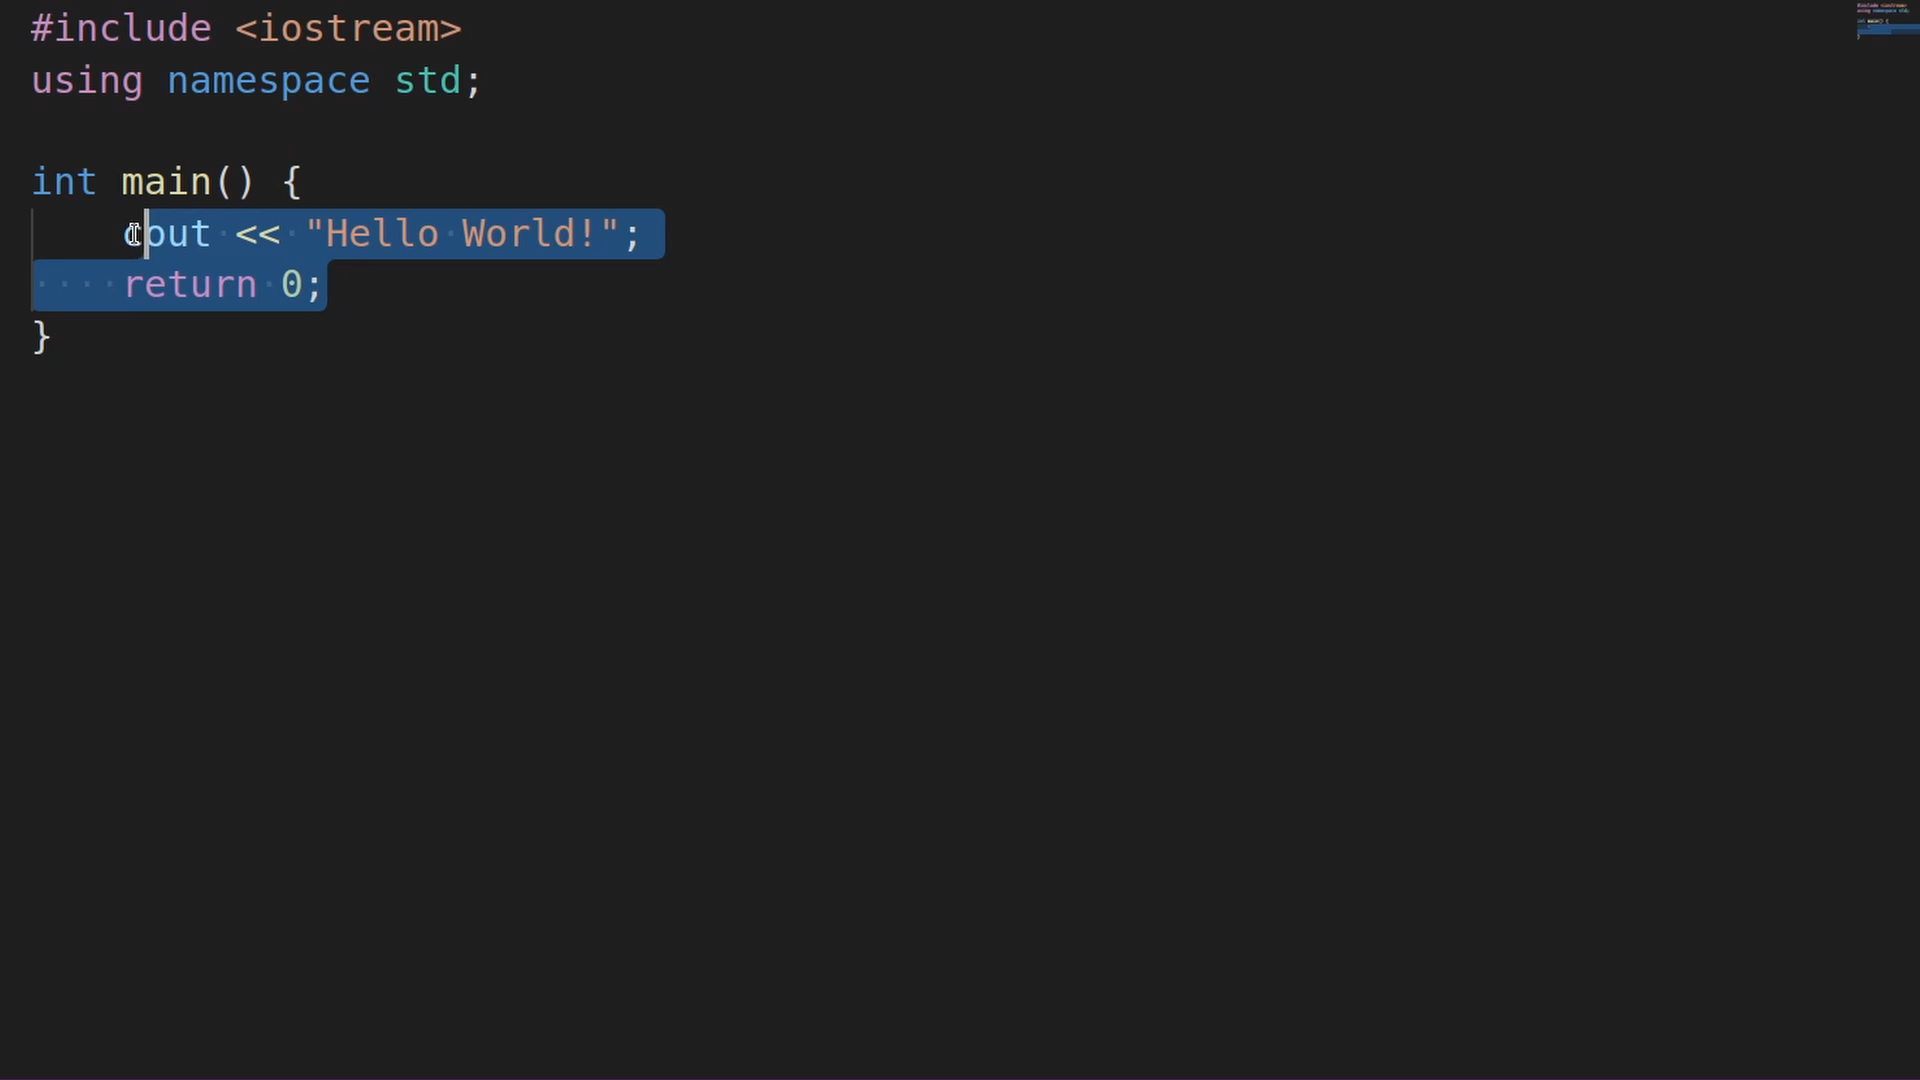 #include <iostream>
using namespace std;
int main() {
    cout << "Hello World!";
    return 0;
}